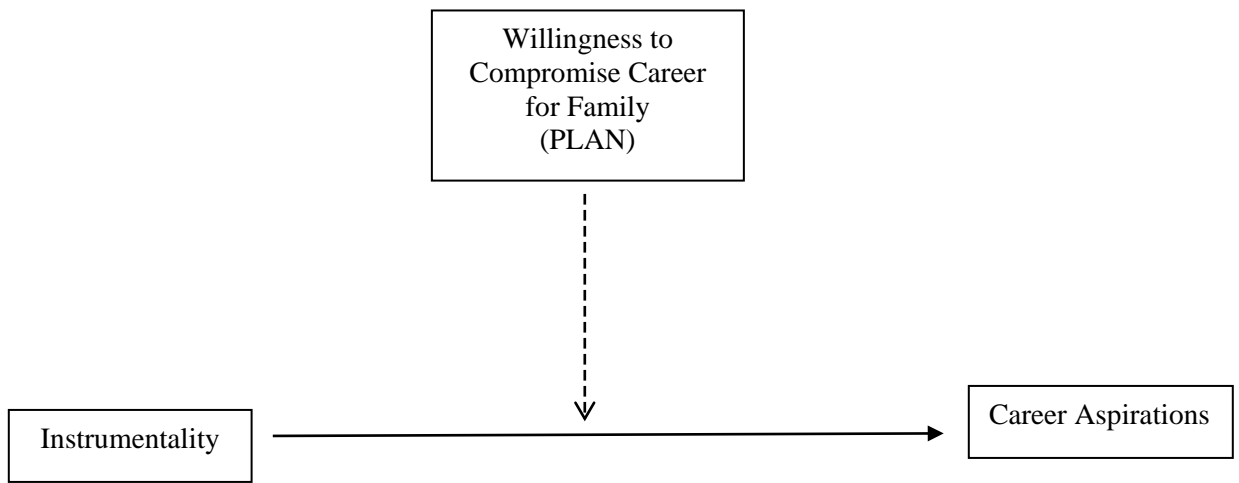 Willingness to
Compromise Career
for Family
(PLAN)
Instrumentality
Career Aspirations